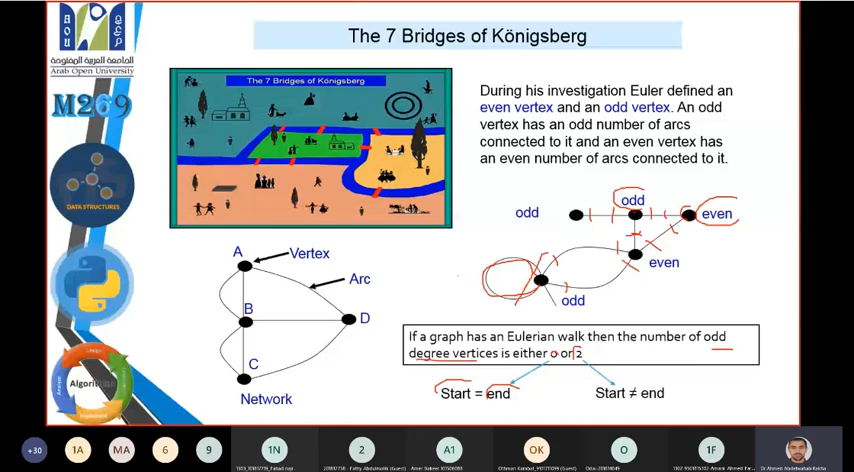 The 7 Bridges of Königsberg
الجامعة العربية المفتوحة
Arab Open University
M269
DATA STRUCTURES
Algorithm
The 7 Bridges of Königsberg
During his investigation Euler defined an
even vertex and an odd vertex. An odd
vertex has an odd number of arcs
connected to it and an even vertex has
an even number of arcs connected to it.
odd
odd
even
even
odd
A
Vertex
Arc
B
D
C
Network
If a graph has an Eulerian walk then the number of odd
degree vertices is either 0 or 2
Start = end
Start ≠ end
+30
1A
MA
6
9
1N
2
A1
OK
O
1F